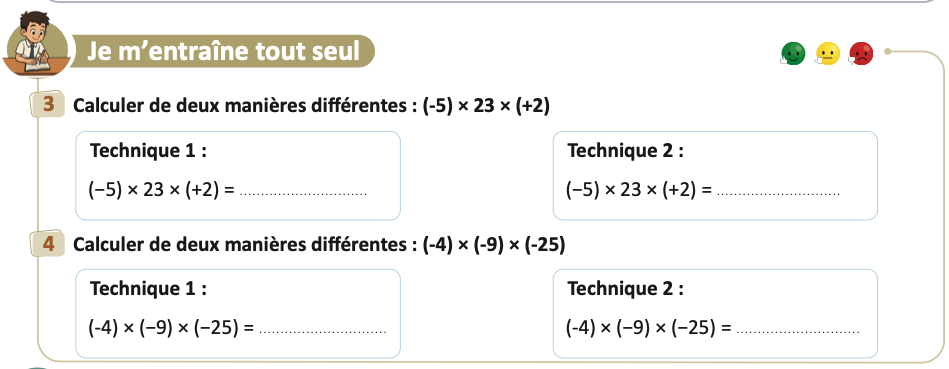 Je m’entraîne tout seul
3 Calculer de deux manières différentes : (-5) × 23 × (+2)
Technique 1 :
(−5) × 23 × (+2) = ..............................
Technique 2 :
(−5) × 23 × (+2) = .............................
4 Calculer de deux manières différentes : (-4) × (-9) × (-25)
Technique 1 :
(-4) × (−9) × (−25) = ..............................
Technique 2 :
(-4) × (−9) × (−25) = .............................